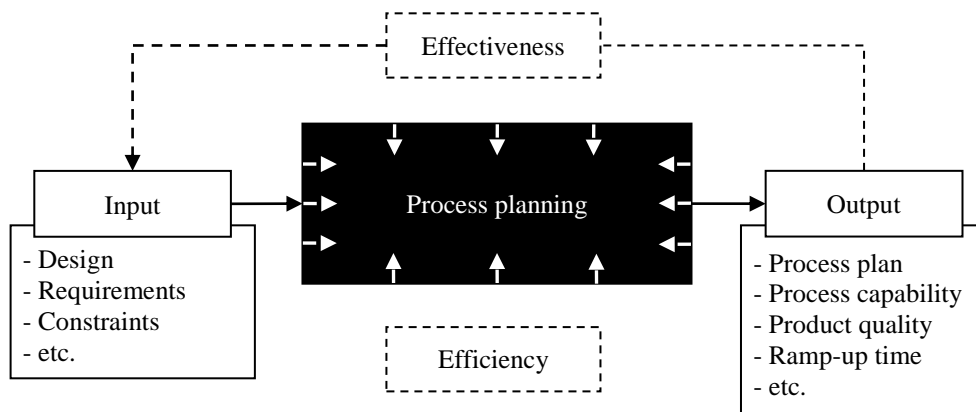 Effectiveness
Input
Process planning
Output
- Design
- Requirements
- Constraints
- etc.
- Process plan
- Process capability
- Product quality
- Ramp-up time
- etc.
Efficiency